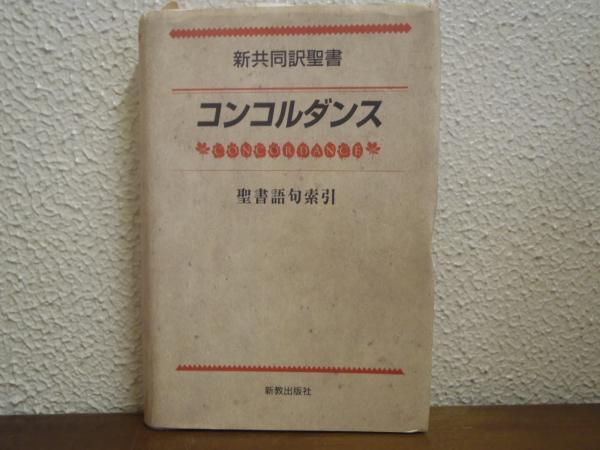 新共同訳聖書
コンコルダンス
CONCORDANCE
聖書語句索引
新教出版社